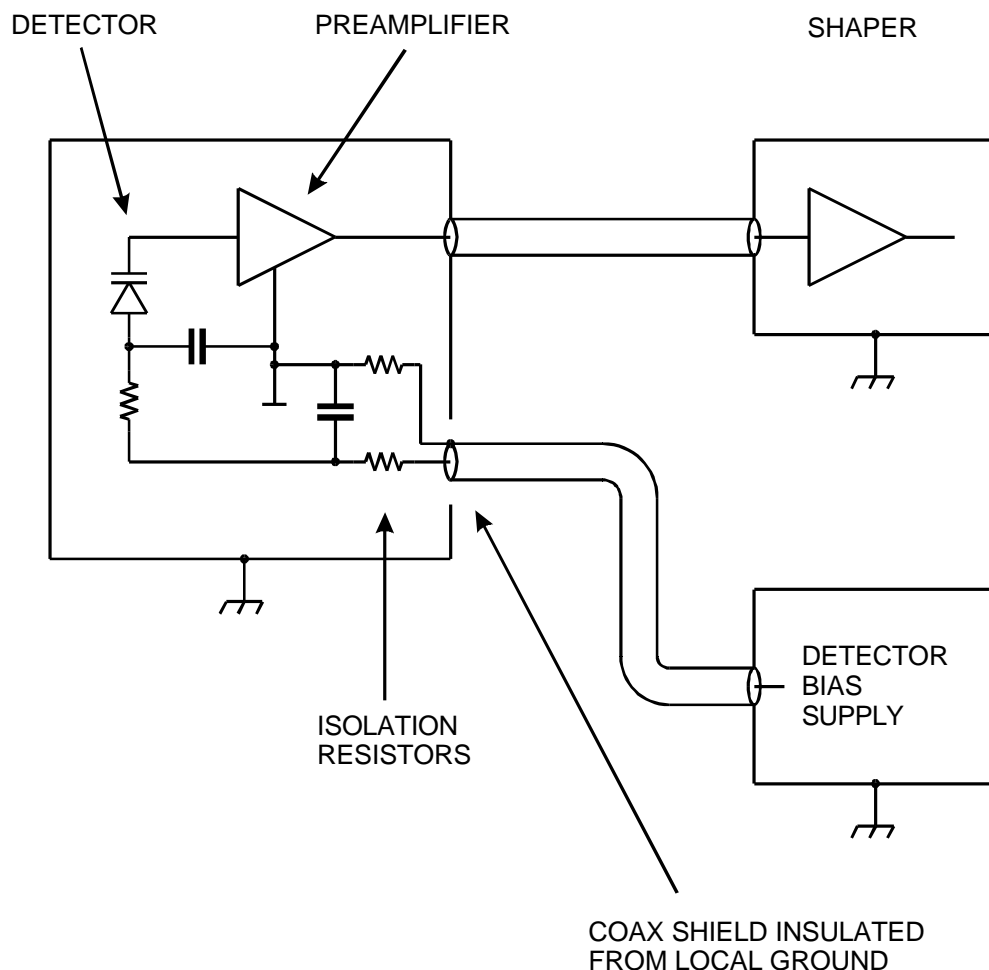 DETECTOR
PREAMPLIFIER
SHAPER
DETECTOR
BIAS
SUPPLY
ISOLATION
RESISTORS
COAX SHIELD INSULATED
FROM LOCAL GROUND